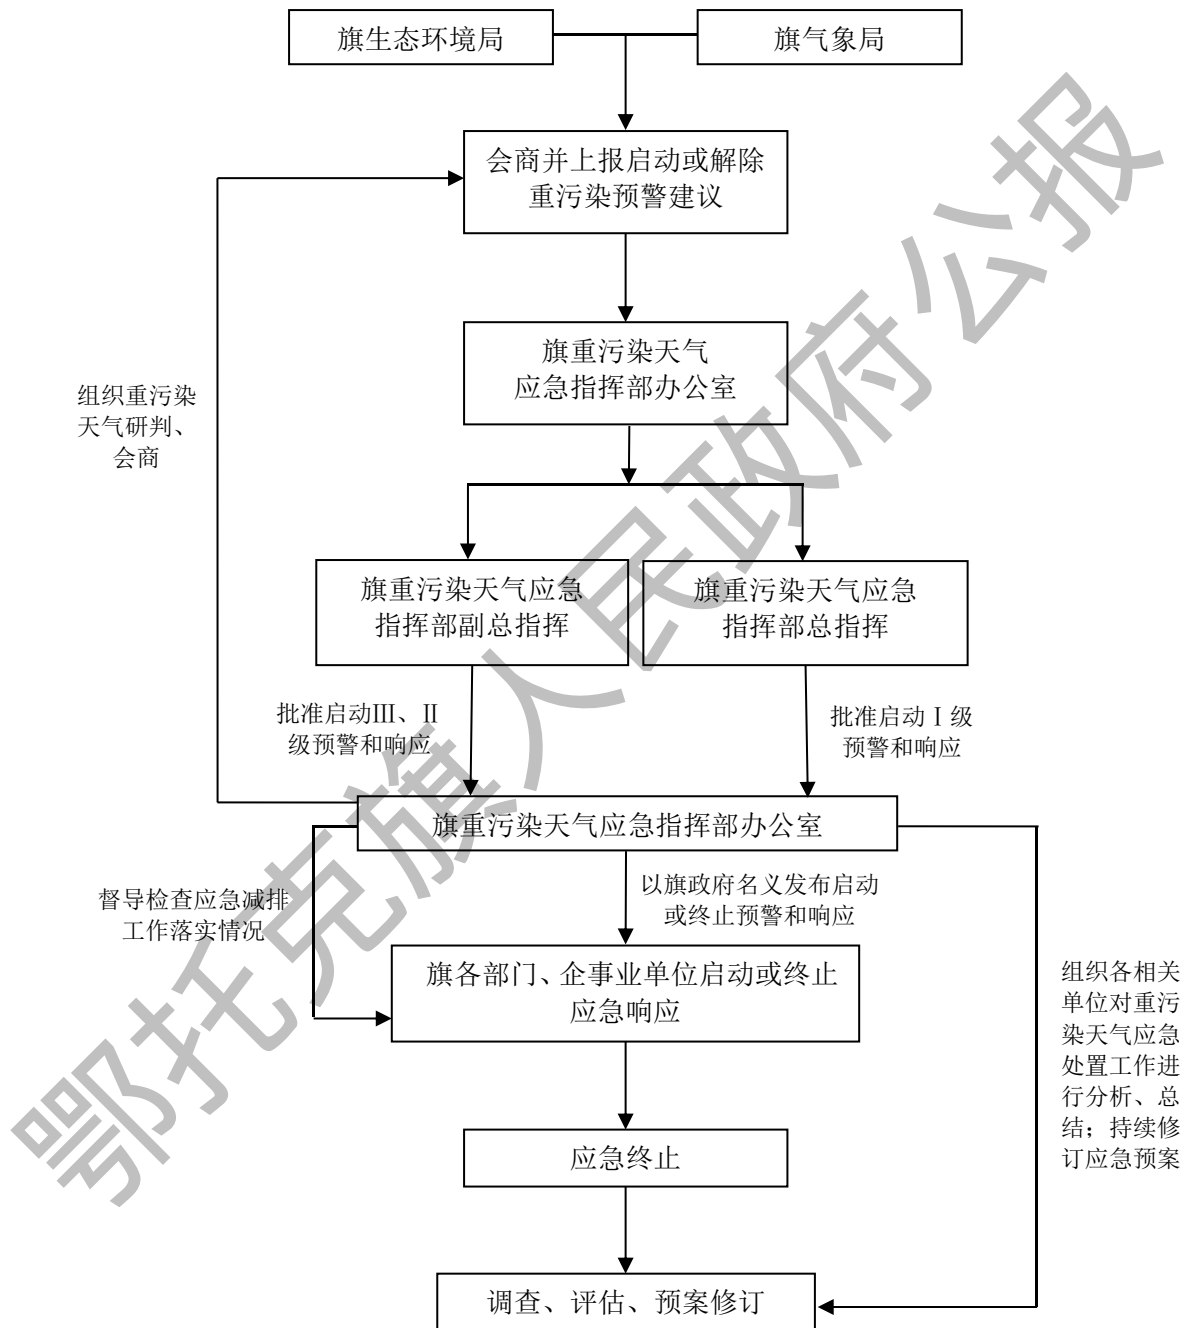 旗生态环境局
旗气象局
会商并上报启动或解除
重污染预警建议
旗重污染天气
应急指挥部办公室
组织重污染
天气研判、
会商
旗重污染天气应急
指挥部副总指挥
旗重污染天气应急
指挥部总指挥
批准启动Ⅲ、Ⅱ
级预警和响应
批准启动Ⅰ级
预警和响应
旗重污染天气应急指挥部办公室
督导检查应急减排
工作落实情况
以旗政府名义发布启动
或终止预警和响应
旗各部门、企事业单位启动或终止
应急响应
组织各相关
单位对重污
染天气应急
处置工作进
行分析、总
结；持续修
订应急预案
应急终止
调查、评估、预案修订
鄂托克旗人民政府公报